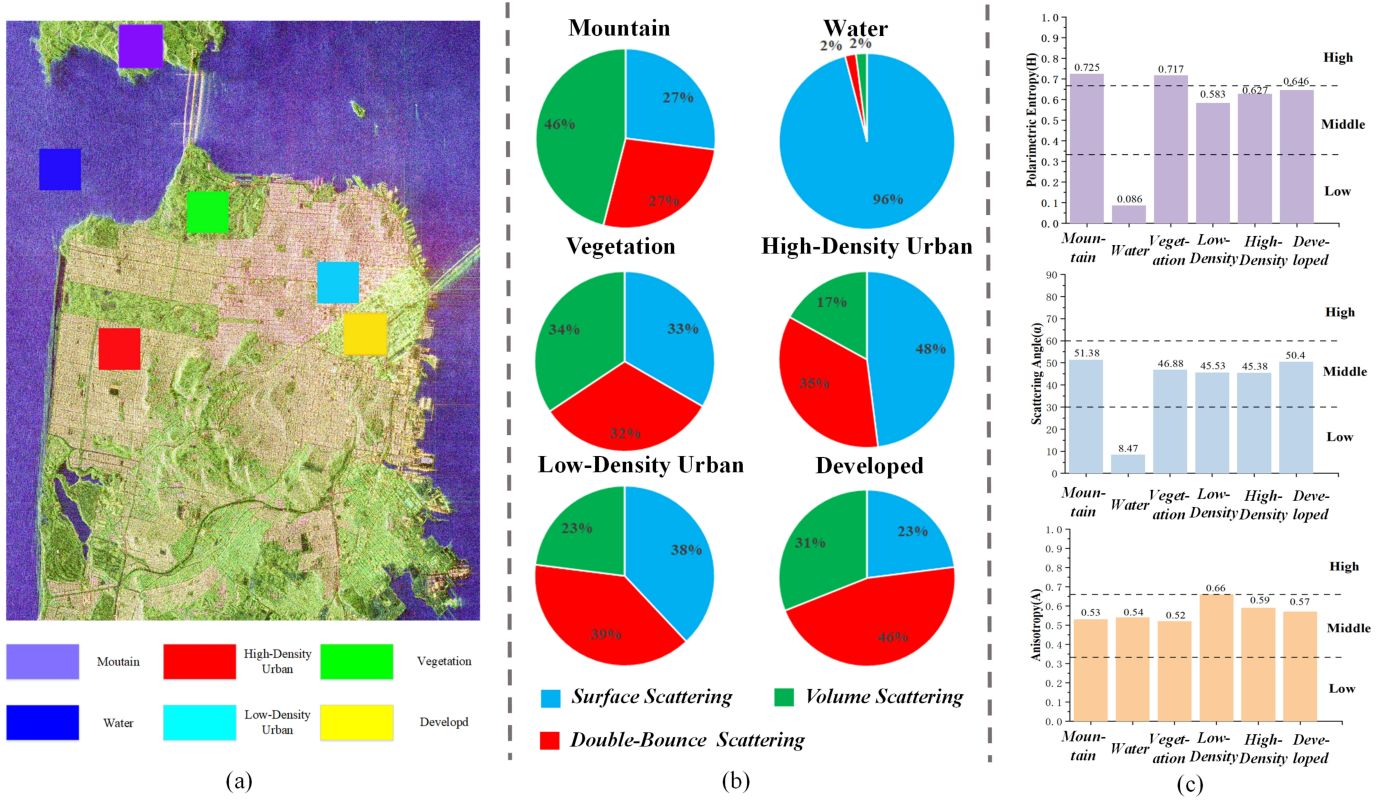 Moutain
High-Density
Urban
Vegetation
Water
Low-Density
Urban
Developd
(a)
Mountain
27%
27%
46%
Water
2%
2%
96%
Vegetation
34%
33%
32%
High-Density Urban
17%
48%
35%
Low-Density Urban
23%
38%
39%
Developed
31%
23%
46%
Surface Scattering
Volume Scattering
Double-Bounce Scattering
(b)
Polarimetric Entropy(H)
1.0
0.9
0.8
0.7
0.6
0.5
0.4
0.3
0.2
0.1
0.0
0.725
0.086
0.717
0.583
0.627
0.646
High
Middle
Low
Moun-
tain
Water
Veget-
ation
Low-
Density
High-
Density
Deve-
loped
Scattering Angle(α)
90
80
70
60
50
40
30
20
10
0
51.38
8.47
46.88
45.53
45.38
50.4
High
Middle
Low
Moun-
tain
Water
Veget-
ation
Low-
Density
High-
Density
Deve-
loped
Anisotropy(A)
1.0
0.9
0.8
0.7
0.6
0.5
0.4
0.3
0.2
0.1
0.0
0.53
0.54
0.52
0.66
0.59
0.57
High
Middle
Low
Moun-
tain
Water
Veget-
ation
Low-
Density
High-
Density
Deve-
loped
(c)